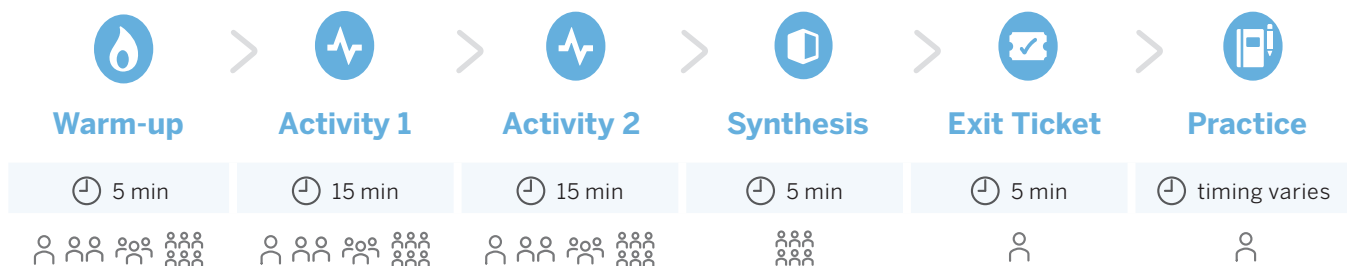 Warm-up Activity 1 Activity 2 Synthesis Exit Ticket Practice
5 min 15 min 15 min 5 min 5 min timing varies